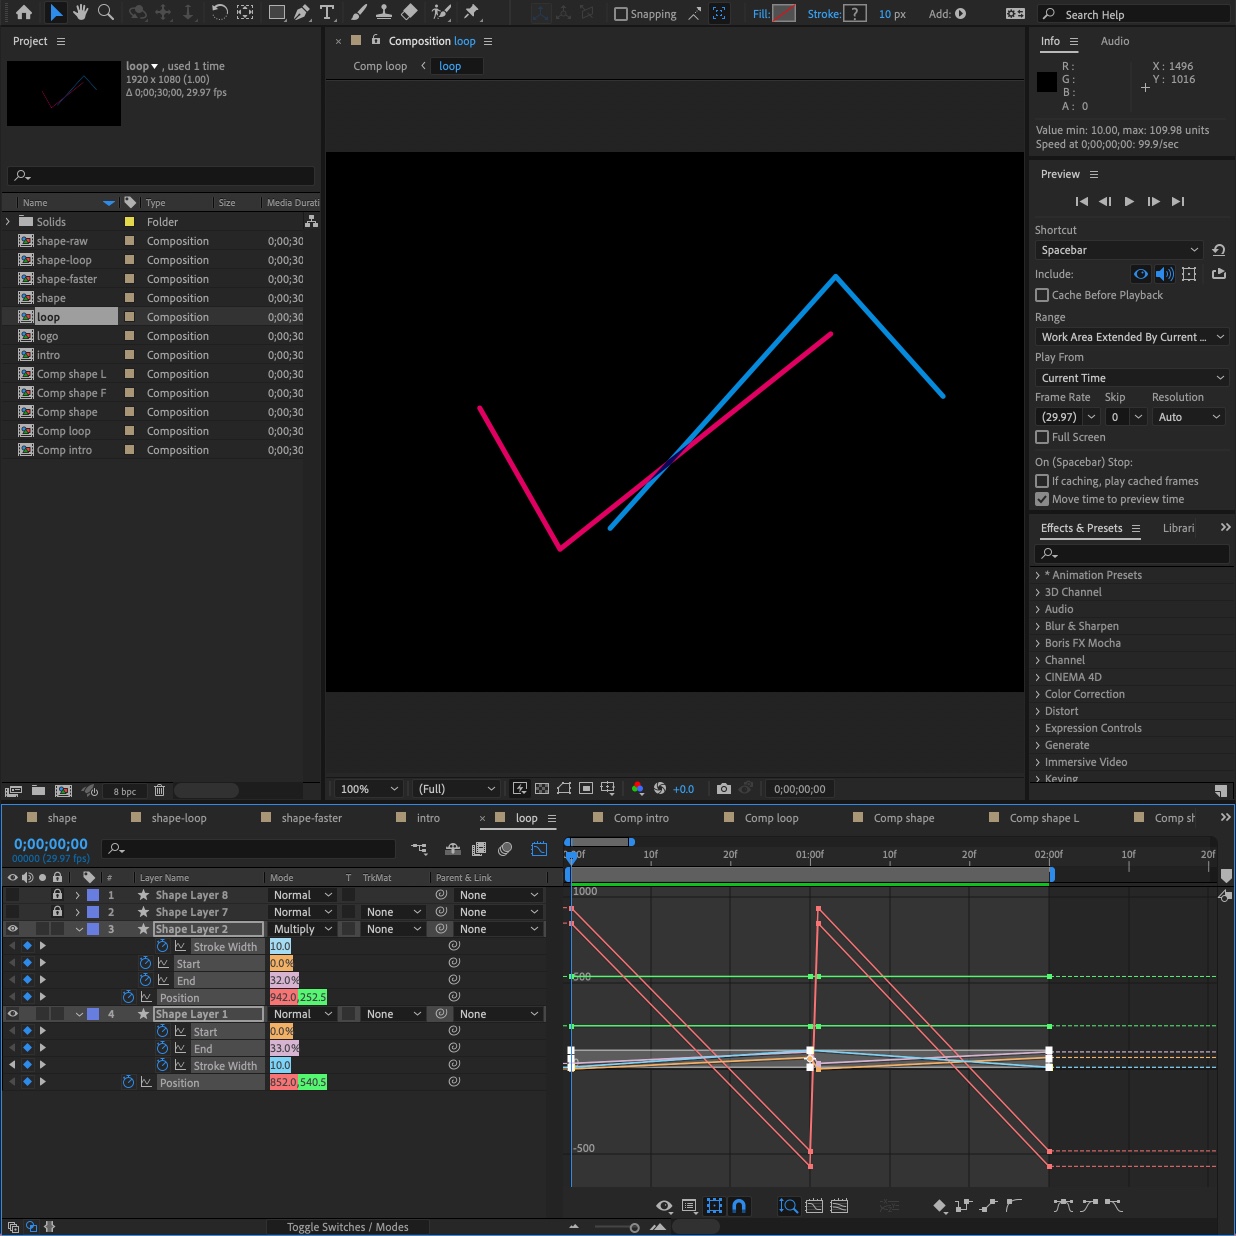 Snapping
Fill:
Stroke: ?
10 px
Add:
Search Help
Project
loop, used 1 time
1920 x 1080 (1.00)
Δ 0;00;30;00, 29.97 fps
Name Type Size Media Durati
Solids Folder
shape-raw Composition 0;00;30
shape-loop Composition 0;00;30
shape-faster Composition 0;00;30
shape Composition 0;00;30
loop Composition 0;00;30
logo Composition 0;00;30
intro Composition 0;00;30
Comp shape L Composition 0;00;30
Comp shape F Composition 0;00;30
Comp shape Composition 0;00;30
Comp loop Composition 0;00;30
Comp intro Composition 0;00;30
8 bpc
× Composition loop
Comp loop < loop
100% (Full) +0.0 0;00;00;00
Info Audio
R : X : 1496
G : Y : 1016
B :
A : 0
Value min: 10.00, max: 109.98 units
Speed at 0;00;00;00: 99.9/sec
Preview
Shortcut
Spacebar
Include:
Cache Before Playback
Range
Work Area Extended By Current ...
Play From
Current Time
Frame Rate Skip Resolution
(29.97) 0 Auto
Full Screen
On (Spacebar) Stop:
If caching, play cached frames
Move time to preview time
Effects & Presets Librari
* Animation Presets
3D Channel
Audio
Blur & Sharpen
Boris FX Mocha
Channel
CINEMA 4D
Color Correction
Distort
Expression Controls
Generate
Immersive Video
Keying
shape shape-loop shape-faster intro × loop Comp intro Comp loop Comp shape Comp shape L Comp sh
0;00;00;00
00000 (29.97 fps)
# Layer Name Mode T TrkMat Parent & Link
1 Shape Layer 8 Normal None
2 Shape Layer 7 Normal None None
3 Shape Layer 2 Multiply None None
Stroke Width 10.0
Start 0.0%
End 32.0%
Position 942.0,252.5
4 Shape Layer 1 Normal None None
Start 0.0%
End 33.0%
Stroke Width 10.0
Position 852.0,540.5
10f 20f 01:00f 10f 20f 02:00f 10f 20f
1000
500
0
-500
Toggle Switches / Modes